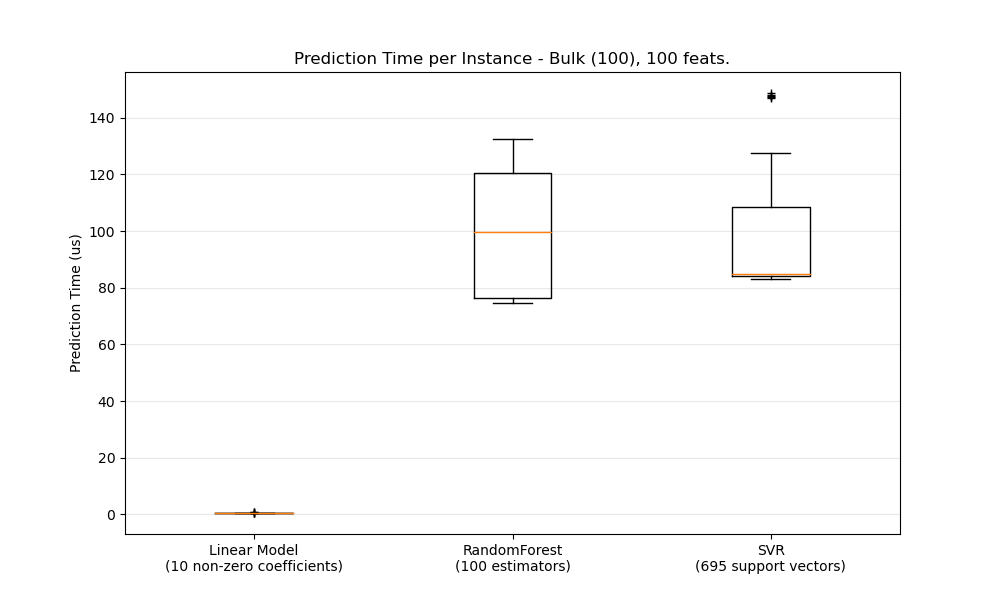 Prediction Time per Instance - Bulk (100), 100 feats.
Prediction Time (us)
140
120
100
80
60
40
20
0
Linear Model
(10 non-zero coefficients)
RandomForest
(100 estimators)
SVR
(695 support vectors)